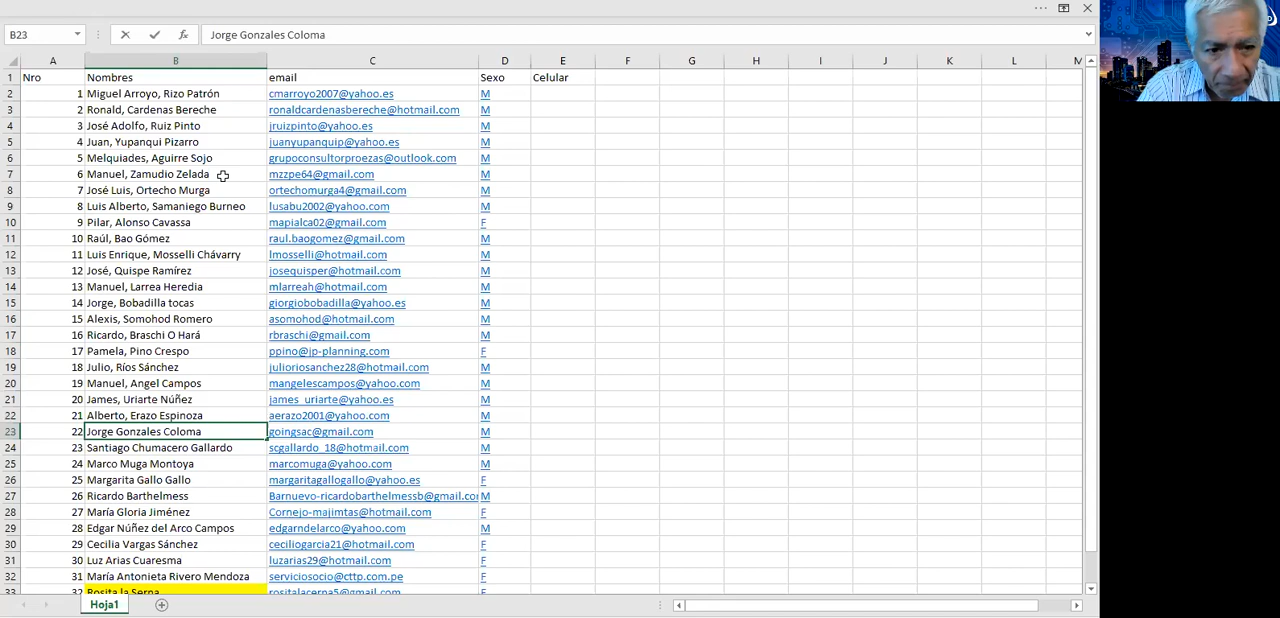 B23 Jorge Gonzales Coloma
A B C D E F G H I J K L M
1 Nro Nombres email Sexo Celular
2 1 Miguel Arroyo, Rizo Patrón cmarroyo2007@yahoo.es M
3 2 Ronald, Cardenas Bereche ronaldcardenasbereche@hotmail.com M
4 3 José Adolfo, Ruiz Pinto jruizpinto@yahoo.es M
5 4 Juan, Yupanqui Pizarro juanyupanquip@yahoo.es M
6 5 Melquiades, Aguirre Sojo grupoconsultorproezas@outlook.com M
7 6 Manuel, Zamudio Zelada mzzpe64@gmail.com M
8 7 José Luis, Ortecho Murga ortechomurga4@gmail.com M
9 8 Luis Alberto, Samaniego Burneo lusabu2002@yahoo.com M
10 9 Pilar, Alonso Cavassa mapialca02@gmail.com F
11 10 Raúl, Bao Gómez raul.baogomez@gmail.com M
12 11 Luis Enrique, Mosselli Chávarry lmosselli@hotmail.com M
13 12 José, Quispe Ramírez josequisper@hotmail.com M
14 13 Manuel, Larrea Heredia mlarreah@hotmail.com M
15 14 Jorge, Bobadilla tocas giorgiobobadilla@yahoo.es M
16 15 Alexis, Somohod Romero asomohod@hotmail.com M
17 16 Ricardo, Braschi O Hará rbraschi@gmail.com M
18 17 Pamela, Pino Crespo ppino@jp-planning.com F
19 18 Julio, Ríos Sánchez julioriosanchez28@hotmail.com M
20 19 Manuel, Angel Campos mangelescampos@yahoo.com M
21 20 James, Uriarte Núñez james_uriarte@yahoo.es M
22 21 Alberto, Erazo Espinoza aerazo2001@yahoo.com M
23 22 Jorge Gonzales Coloma goingsac@gmail.com M
24 23 Santiago Chumacero Gallardo scgallardo_18@hotmail.com M
25 24 Marco Muga Montoya marcomuga@yahoo.com M
26 25 Margarita Gallo Gallo margaritagallogallo@yahoo.es F
27 26 Ricardo Barthelmess Barnuevo-ricardobarthelmessb@gmail.com M
28 27 María Gloria Jiménez Cornejo-majimtas@hotmail.com F
29 28 Edgar Núñez del Arco Campos edgarndelarco@yahoo.com M
30 29 Cecilia Vargas Sánchez ceciliogarcia21@hotmail.com F
31 30 Luz Arias Cuaresma luzarias29@hotmail.com F
32 31 María Antonieta Rivero Mendoza serviciosocio@cttp.com.pe F
33 32 Rosita la Serna rositalacerna5@gmail.com F
Hoja1